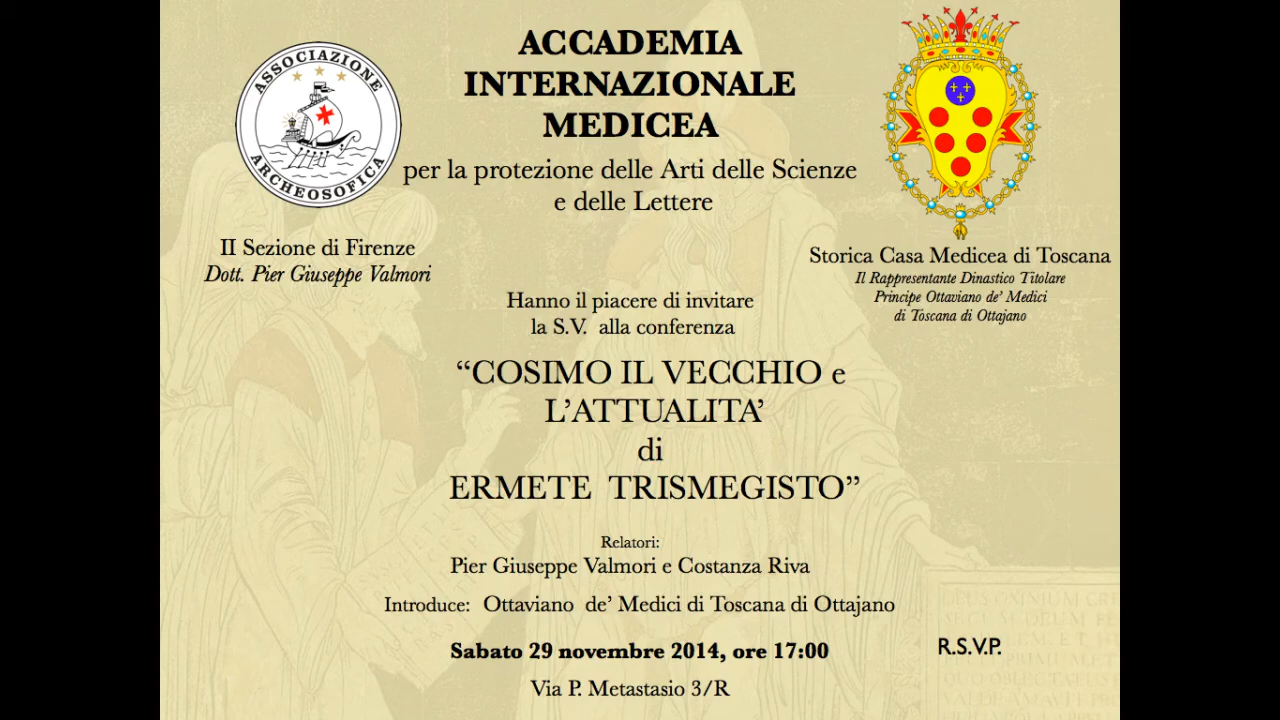 ASSOCIAZIONE
ARCHEOSOFICA
II Sezione di Firenze
Dott. Pier Giuseppe Valmori
ACCADEMIA
INTERNAZIONALE
MEDICEA
per la protezione delle Arti delle Scienze
e delle Lettere
Storica Casa Medicea di Toscana
Il Rappresentante Dinastico Titolare
Principe Ottaviano de’ Medici
di Toscana di Ottajano
Hanno il piacere di invitare
la S.V. alla conferenza
“COSIMO IL VECCHIO e
L’ATTUALITA’
di
ERMETE TRISMEGISTO”
Relatori:
Pier Giuseppe Valmori e Costanza Riva
Introduce: Ottaviano de’ Medici di Toscana di Ottajano
Sabato 29 novembre 2014, ore 17:00
R.S.V.P.
Via P. Metastasio 3/R